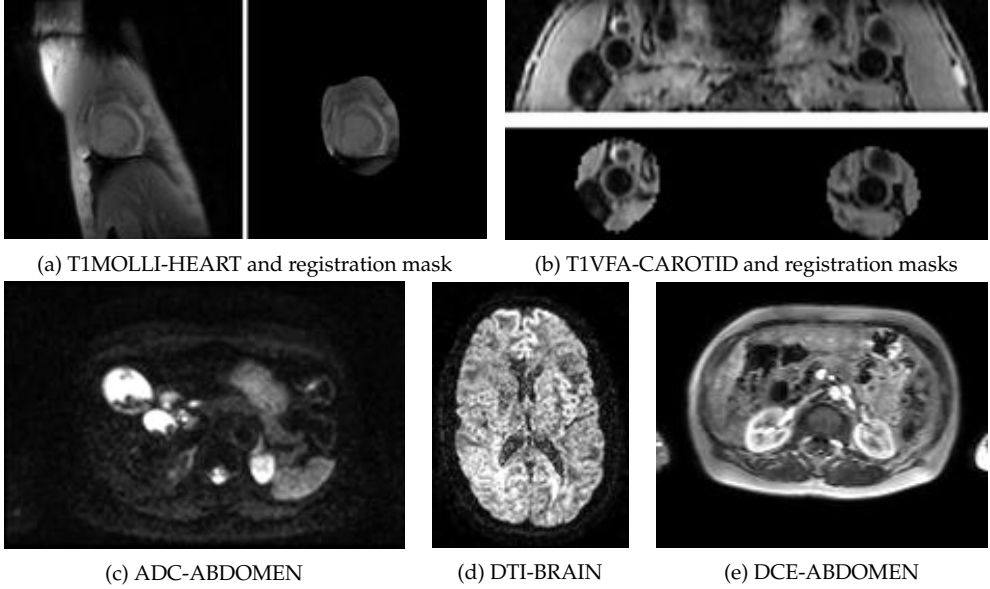 (a) T1MOLLI-HEART and registration mask
(b) T1VFA-CAROTID and registration masks
(c) ADC-ABDOMEN
(d) DTI-BRAIN
(e) DCE-ABDOMEN